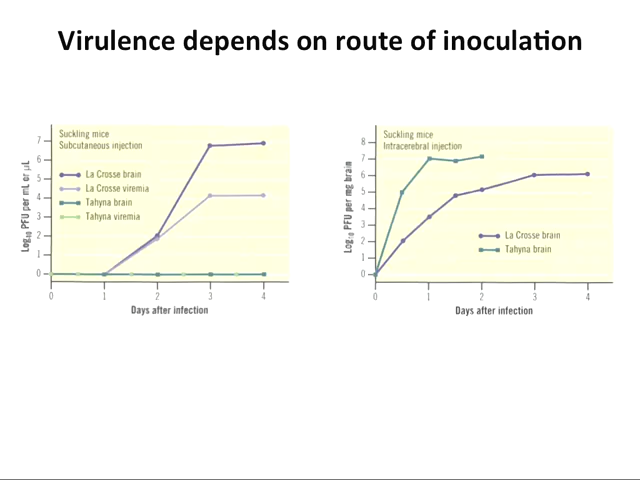 Virulence depends on route of inoculation
Suckling mice
Subcutaneous injection
La Crosse brain
La Crosse viremia
Tahyna brain
Tahyna viremia
Log10 PFU per mL or μL
7
6
5
4
3
2
1
0
0 1 2 3 4
Days after infection
Suckling mice
Intracerebral injection
La Crosse brain
Tahyna brain
Log10 PFU per mg brain
8
7
6
5
4
3
2
1
0
0 1 2 3 4
Days after infection